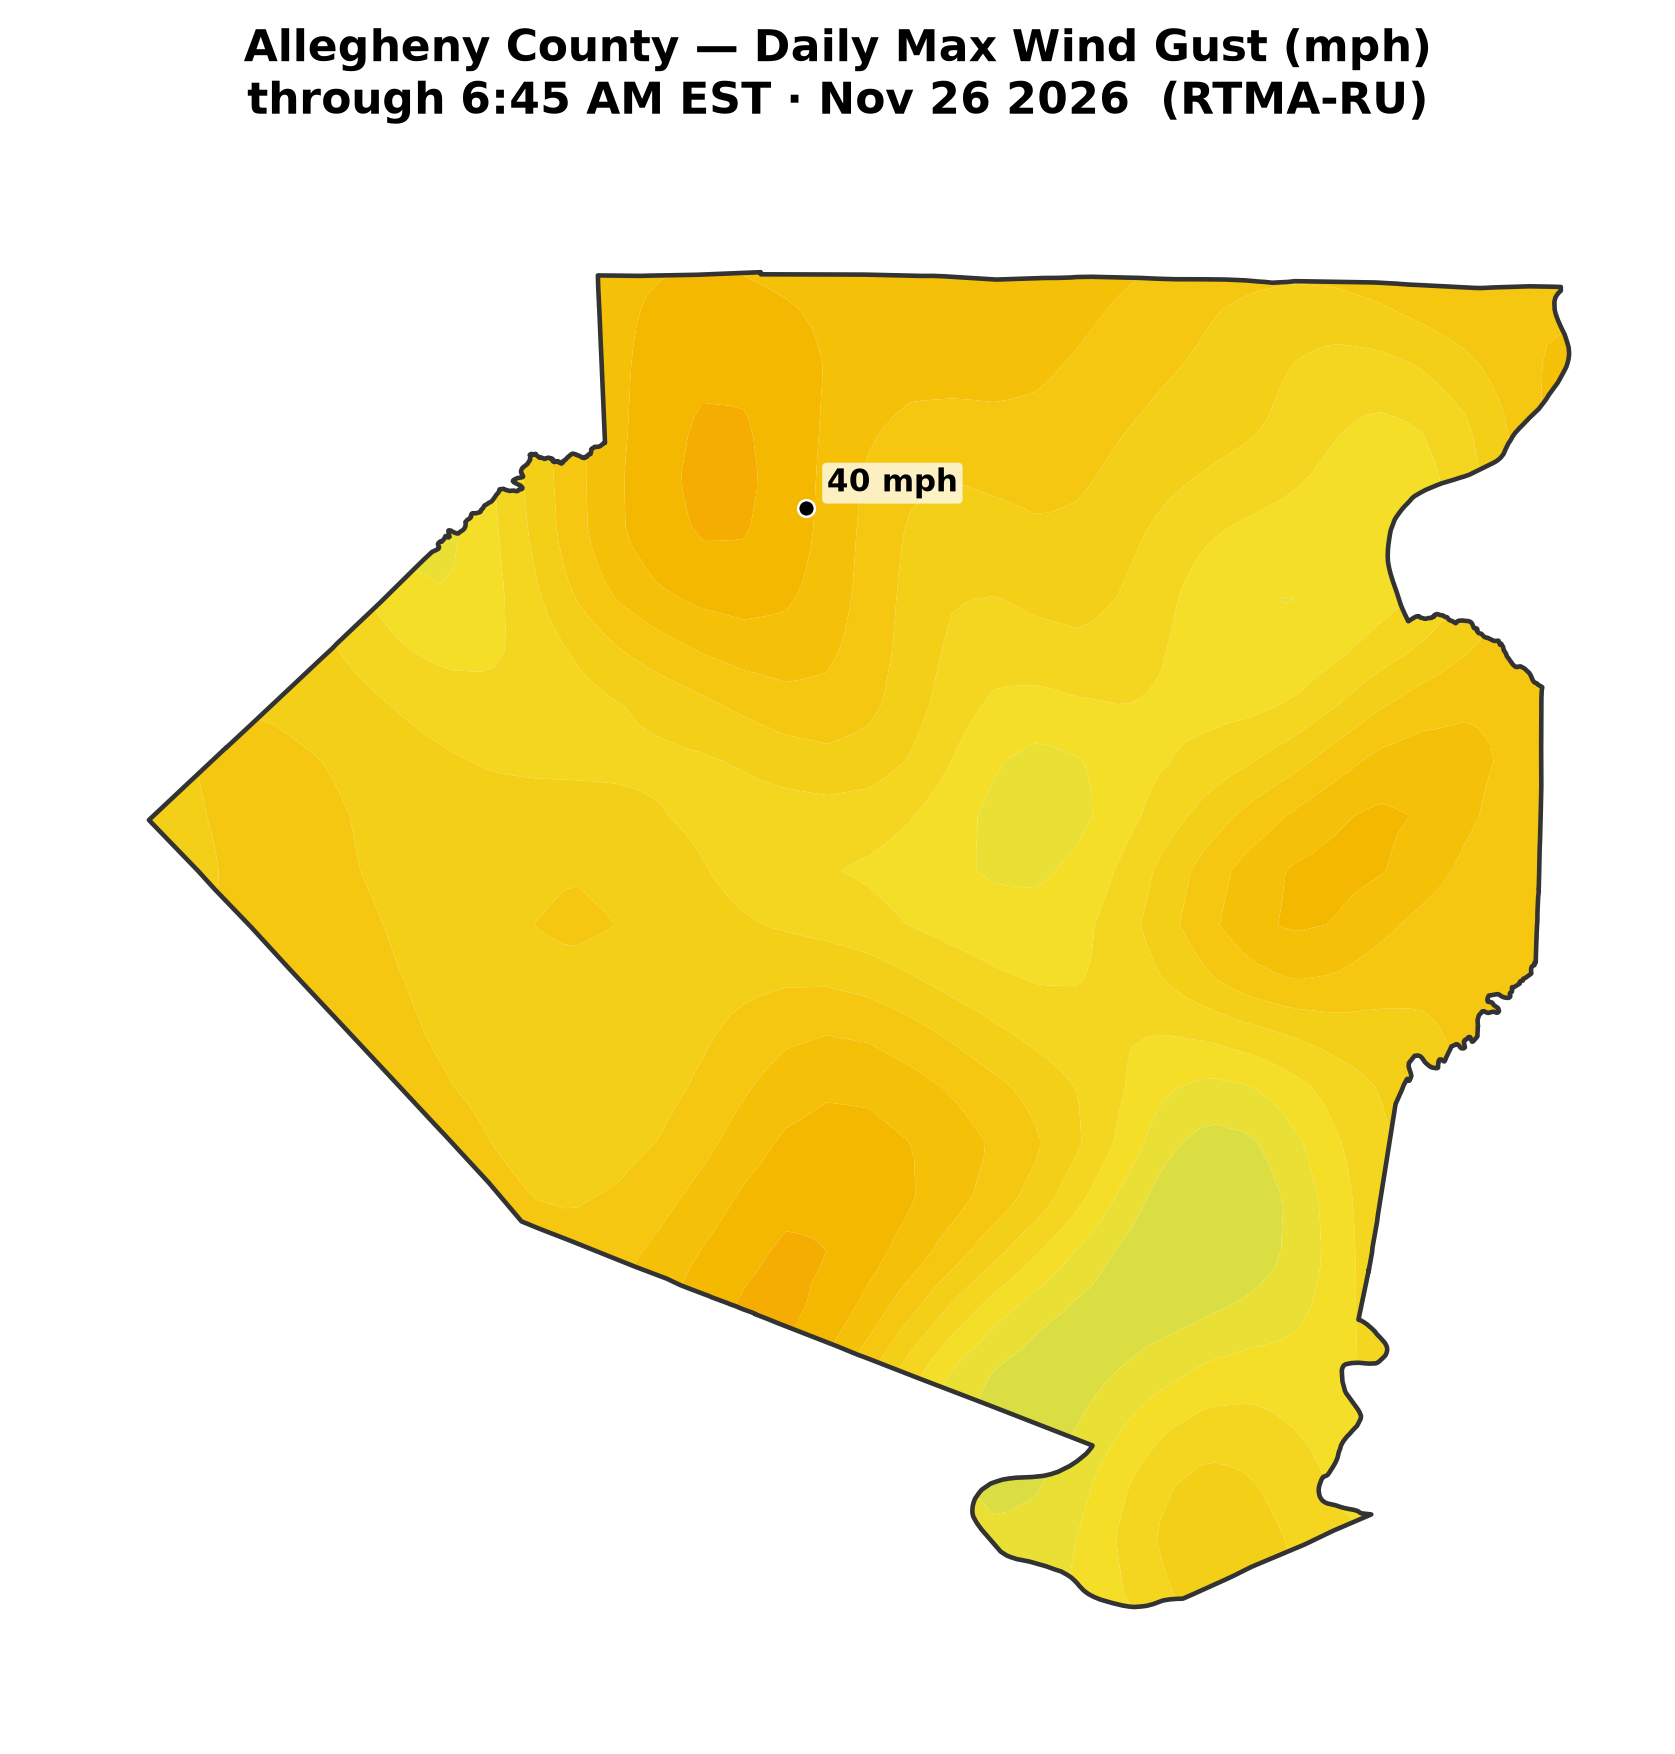 Allegheny County — Daily Max Wind Gust (mph)
through 6:45 AM EST · Nov 26 2026 (RTMA-RU)
40 mph